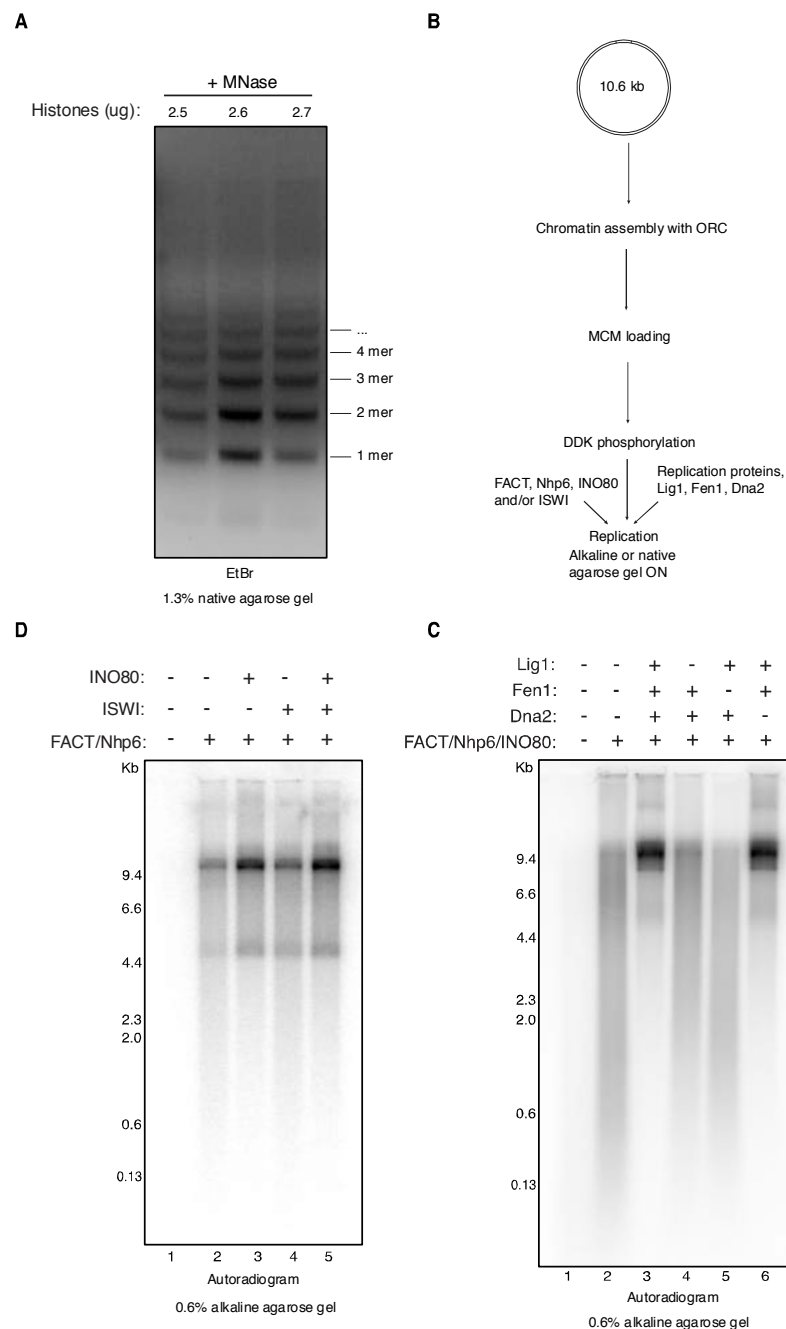 A
+ MNase
Histones (ug):
2.5 2.6 2.7
...
4 mer
3 mer
2 mer
1 mer
EtBr
1.3% native agarose gel
B
10.6 kb
Chromatin assembly with ORC
MCM loading
DDK phosphorylation
FACT, Nhp6, INO80
and/or ISWI
Replication proteins,
Lig1, Fen1, Dna2
Replication
Alkaline or native
agarose gel ON
D
INO80: - - + - +
ISWI: - - - + +
FACT/Nhp6: - + + + +
Kb
9.4
6.6
4.4
2.3
2.0
0.6
0.13
1 2 3 4 5
Autoradiogram
0.6% alkaline agarose gel
C
Lig1: - - + - + +
Fen1: - - + + - +
Dna2: - - + + + -
FACT/Nhp6/INO80: - + + + + +
Kb
9.4
6.6
4.4
2.3
2.0
0.6
0.13
1 2 3 4 5 6
Autoradiogram
0.6% alkaline agarose gel